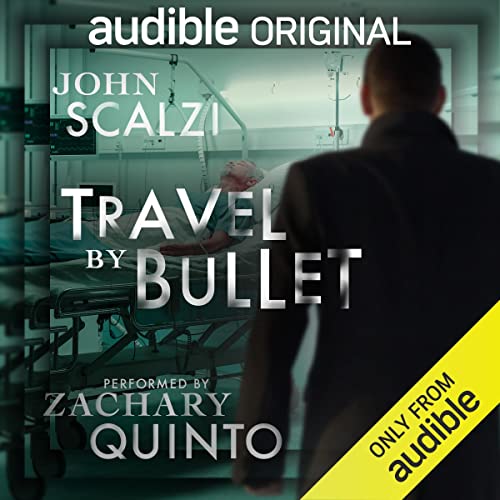 audible ORIGINAL
JOHN
SCALZI
TRAVEL
BY BULLET
PERFORMED BY
ZACHARY
QUINTO
ONLY FROM
audible